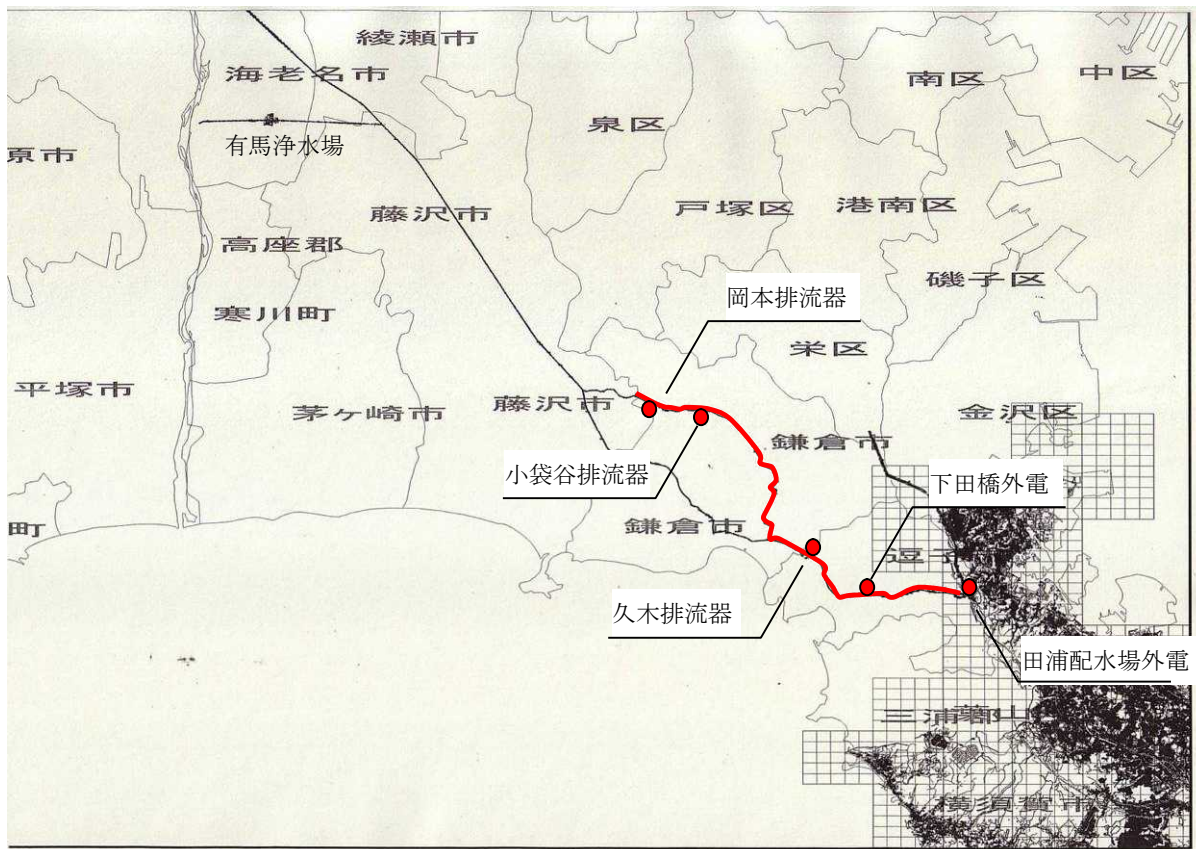 綾瀬市
海老名市
南区
中区
泉区
有馬浄水場
原市
藤沢市
戸塚区
港南区
高座郡
磯子区
岡本排流器
寒川町
栄区
平塚市
茅ヶ崎市
藤沢市
金沢区
鎌倉市
小袋谷排流器
下田橋外電
鎌倉市
町
逗子
久木排流器
田浦配水場外電
三浦郡葉山
横須賀市